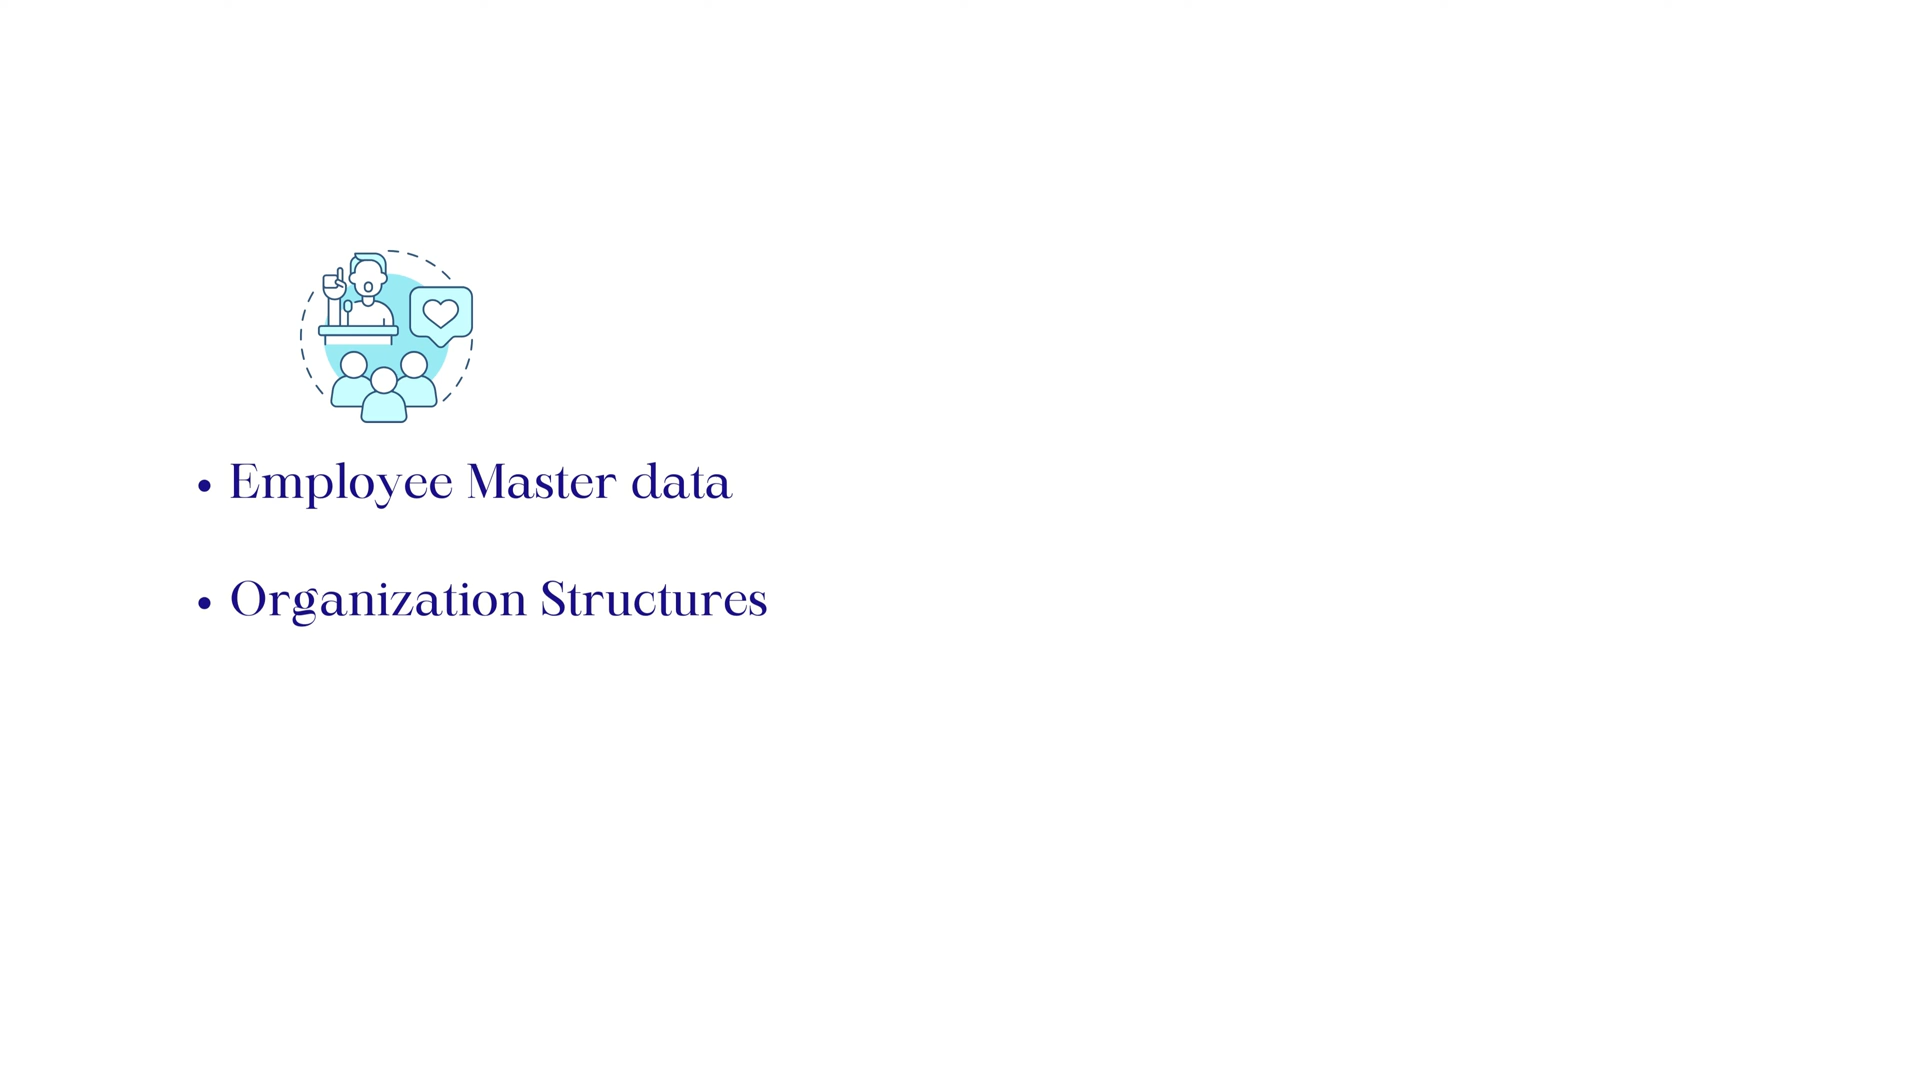 • Employee Master data
• Organization Structures